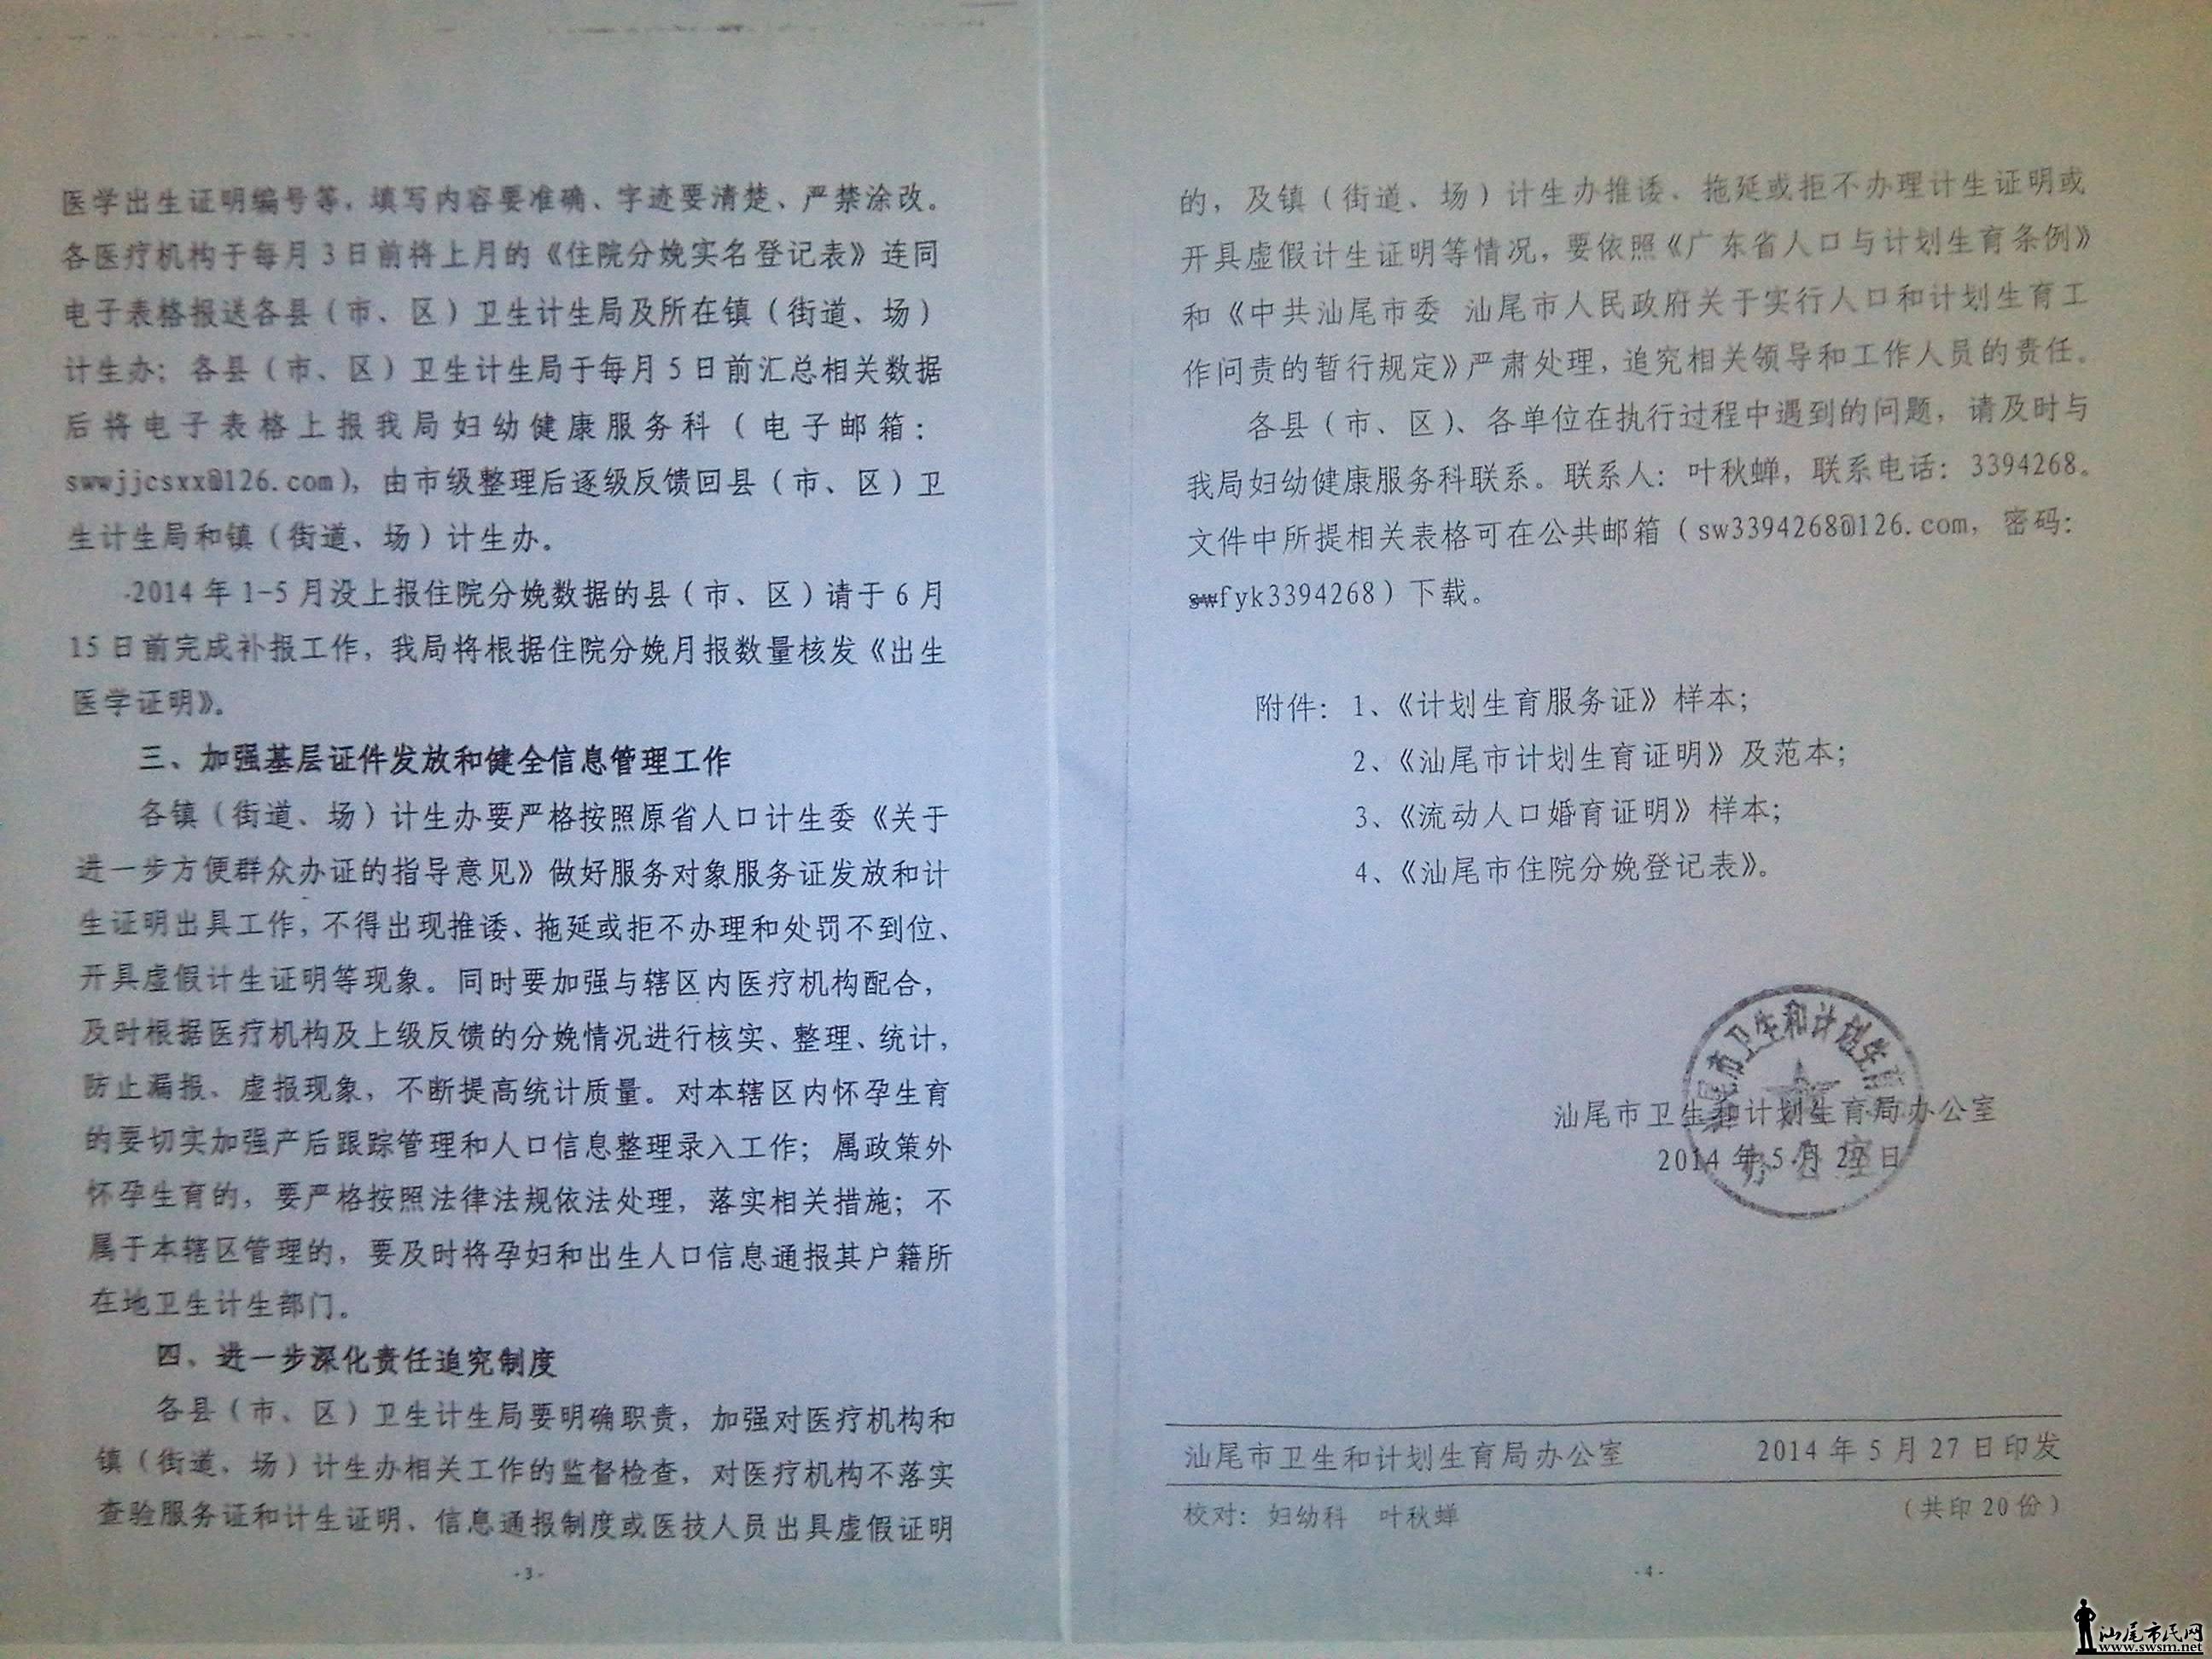 医学出生证明编号等，填写内容要准确、字迹要清楚、严禁涂改。
各医疗机构于每月3日前将上月的《住院分娩实名登记表》连同
电子表格报送各县（市、区）卫生计生局及所在镇（街道、场）
计生办；各县（市、区）卫生计生局于每月5日前汇总相关数据
后将电子表格上报我局妇幼健康服务科（电子邮箱：
swwjjcsxx@126.com），由市级整理后逐级反馈回县（市、区）卫
生计生局和镇（街道、场）计生办。
2014年1-5月没上报住院分娩数据的县（市、区）请于6月
15日前完成补报工作，我局将根据住院分娩月报数量核发《出生
医学证明》。
三、加强基层证件发放和健全信息管理工作
各镇（街道、场）计生办要严格按照原省人口计生委《关于
进一步方便群众办证的指导意见》做好服务对象服务证发放和计
生证明出具工作，不得出现推诿、拖延或拒不办理和处罚不到位、
开具虚假计生证明等现象。同时要加强与辖区内医疗机构配合，
及时根据医疗机构及上级反馈的分娩情况进行核实、整理、统计，
防止漏报、虚报现象，不断提高统计质量。对本辖区内怀孕生育
的要切实加强产后跟踪管理和人口信息整理录入工作；属政策外
怀孕生育的，要严格按照法律法规依法处理，落实相关措施；不
属于本辖区管理的，要及时将孕妇和出生人口信息通报其户籍所
在地卫生计生部门。
四、进一步深化责任追究制度
各县（市、区）卫生计生局要明确职责，加强对医疗机构和
镇（街道、场）计生办相关工作的监督检查，对医疗机构不落实
查验服务证和计生证明、信息通报制度或医技人员出具虚假证明
-3-
的，及镇（街道、场）计生办推诿、拖延或拒不办理计生证明或
开具虚假计生证明等情况，要依照《广东省人口与计划生育条例》
和《中共汕尾市委 汕尾市人民政府关于实行人口和计划生育工
作问责的暂行规定》严肃处理，追究相关领导和工作人员的责任。
各县（市、区）、各单位在执行过程中遇到的问题，请及时与
我局妇幼健康服务科联系。联系人：叶秋蝉，联系电话：3394268。
文件中所提相关表格可在公共邮箱（sw3394268@126.com，密码：
swfyk3394268）下载。
附件：1、《计划生育服务证》样本；
2、《汕尾市计划生育证明》及范本；
3、《流动人口婚育证明》样本；
4、《汕尾市住院分娩登记表》。
尾市卫生和计划生育
汕尾市卫生和计划生育局办公室
2014年5月27日
办公室
汕尾市卫生和计划生育局办公室 2014年5月27日印发
校对：妇幼科 叶秋蝉 （共印20份）
-4-
汕尾市民网
www.swsm.net